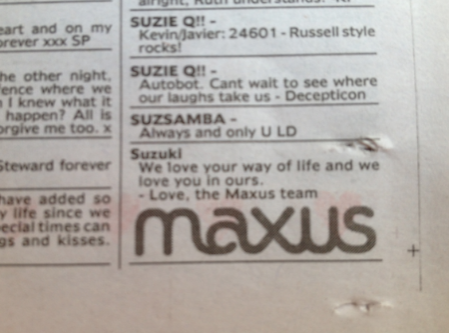 eart and on my
orever xxx SP
he other night,
ence where we
I knew what it
happen? All is
orgive me too. x
Steward forever
have added so
y life since we
ecial times can
gs and kisses.
alright, Ruth understands!
SUZIE Q!! -
Kevin/Javier: 24601 - Russell style
rocks!
SUZIE Q!! -
Autobot. Cant wait to see where
our laughs take us - Decepticon
SUZSAMBA -
Always and only U LD
Suzuki
We love your way of life and we
love you in ours.
- Love, the Maxus team
maxus